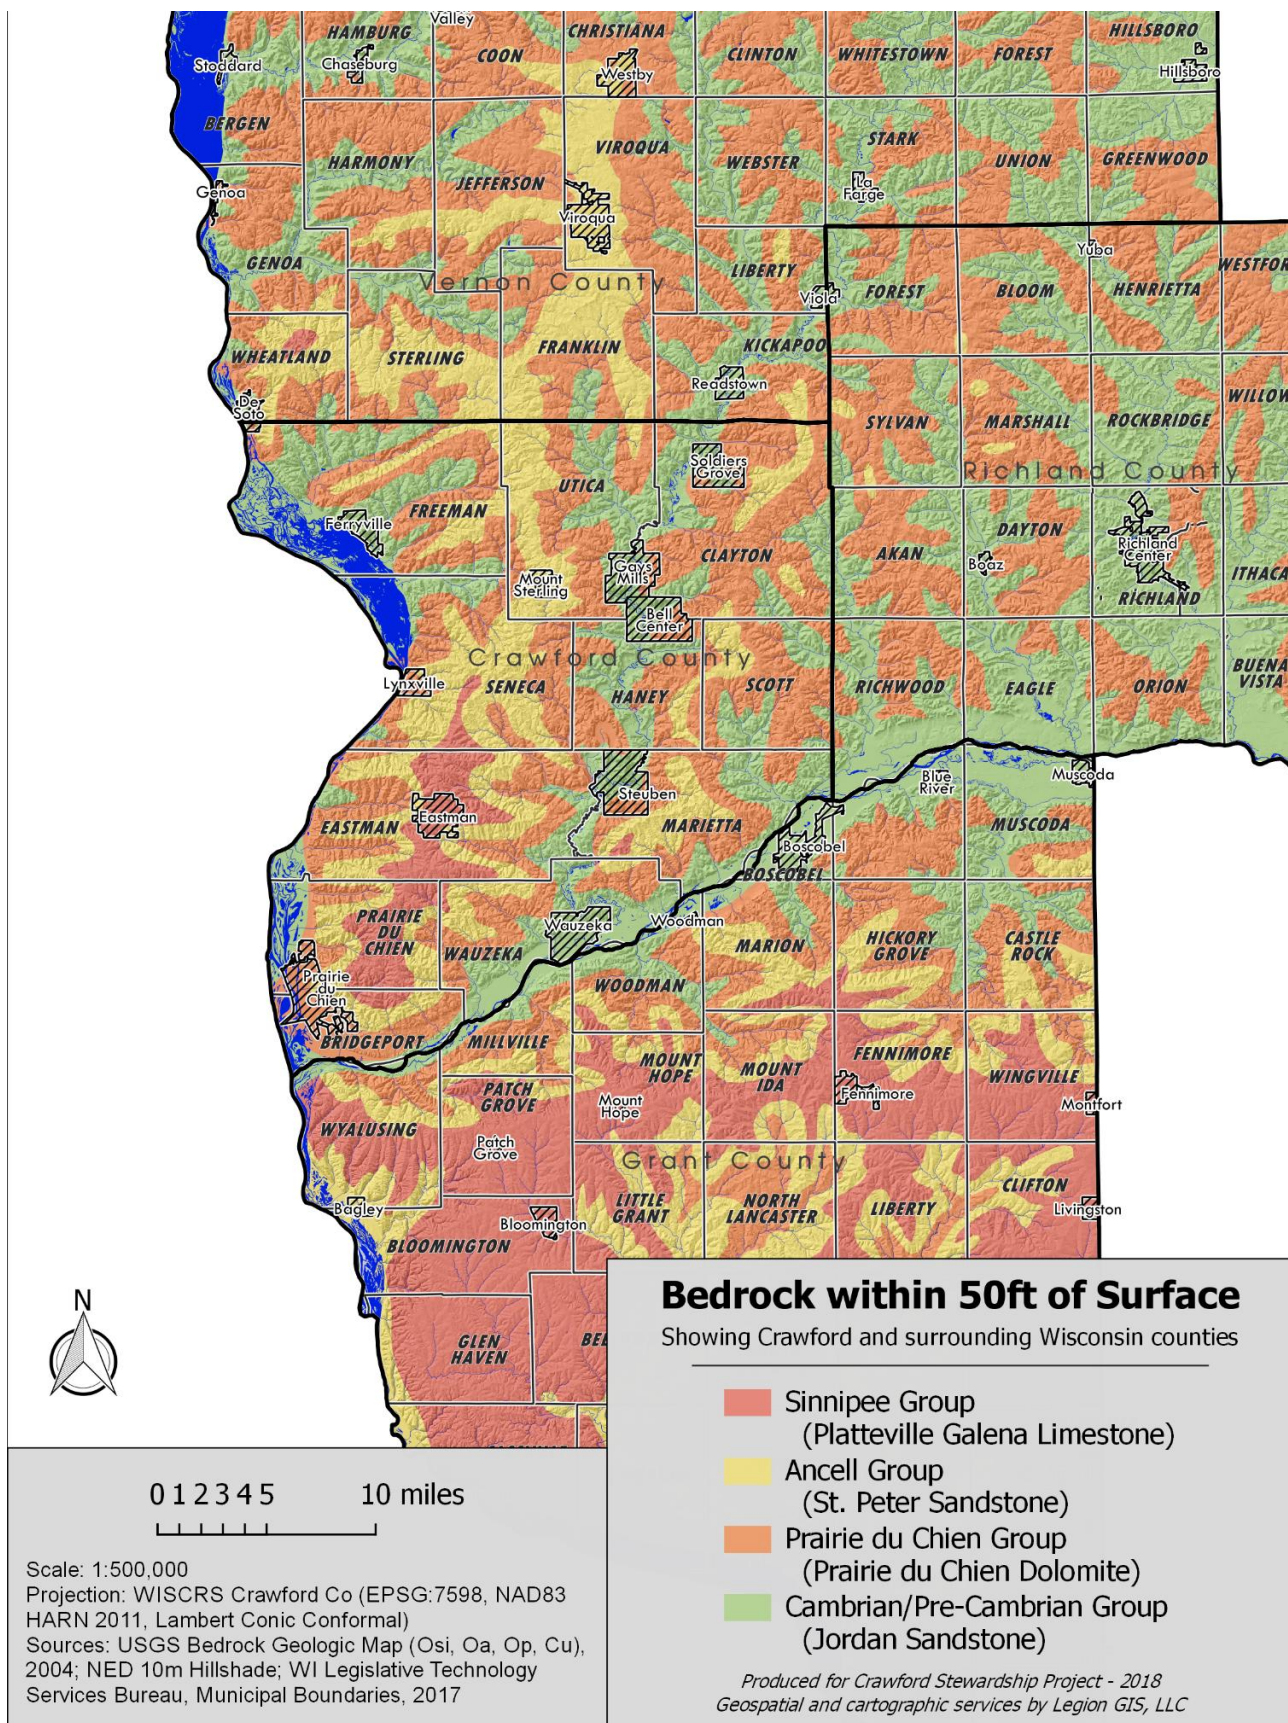 Valley
HAMBURG
CHRISTIANA
HILLSBORO
COON
CLINTON
WHITESTOWN
FOREST
Stoddard
Chaseburg
Westby
Hillsboro
BERGEN
HARMONY
VIROQUA
WEBSTER
STARK
UNION
GREENWOOD
JEFFERSON
La
Farge
Genoa
Viroqua
GENOA
Vernon County
LIBERTY
Viola
FOREST
BLOOM
Yuba
HENRIETTA
WESTFOR
WHEATLAND
STERLING
FRANKLIN
KICKAPOO
Readstown
De
Soto
SYLVAN
MARSHALL
ROCKBRIDGE
WILLOW
Richland County
Soldiers
Grove
UTICA
FREEMAN
Ferryville
CLAYTON
AKAN
DAYTON
Boaz
Richland
Center
RICHLAND
ITHACA
Gays
Mills
Mount
Sterling
Bell
Center
Crawford County
Lynxville
SENECA
HANEY
SCOTT
RICHWOOD
EAGLE
ORION
BUENA
VISTA
Blue
River
Muscoda
Steuben
Eastman
EASTMAN
MARIETTA
MUSCODA
Boscobel
BOSCOBEL
PRAIRIE
DU
CHIEN
WAUZEKA
Wauzeka
Woodman
MARION
HICKORY
GROVE
CASTLE
ROCK
Prairie
du
Chien
WOODMAN
BRIDGEPORT
MILLVILLE
MOUNT
HOPE
MOUNT
IDA
FENNIMORE
WINGVILLE
PATCH
GROVE
Mount
Hope
Fennimore
Montfort
WYALUSING
Patch
Grove
Grant County
CLIFTON
Bagley
Bloomington
LITTLE
GRANT
NORTH
LANCASTER
LIBERTY
Livingston
BLOOMINGTON
GLEN
HAVEN
BEE
N
Bedrock within 50ft of Surface
Showing Crawford and surrounding Wisconsin counties
Sinnipee Group
(Platteville Galena Limestone)
Ancell Group
(St. Peter Sandstone)
Prairie du Chien Group
(Prairie du Chien Dolomite)
Cambrian/Pre-Cambrian Group
(Jordan Sandstone)
Produced for Crawford Stewardship Project - 2018
Geospatial and cartographic services by Legion GIS, LLC
0 1 2 3 4 5 10 miles
Scale: 1:500,000
Projection: WISCRS Crawford Co (EPSG:7598, NAD83
HARN 2011, Lambert Conic Conformal)
Sources: USGS Bedrock Geologic Map (Osi, Oa, Op, Cu),
2004; NED 10m Hillshade; WI Legislative Technology
Services Bureau, Municipal Boundaries, 2017